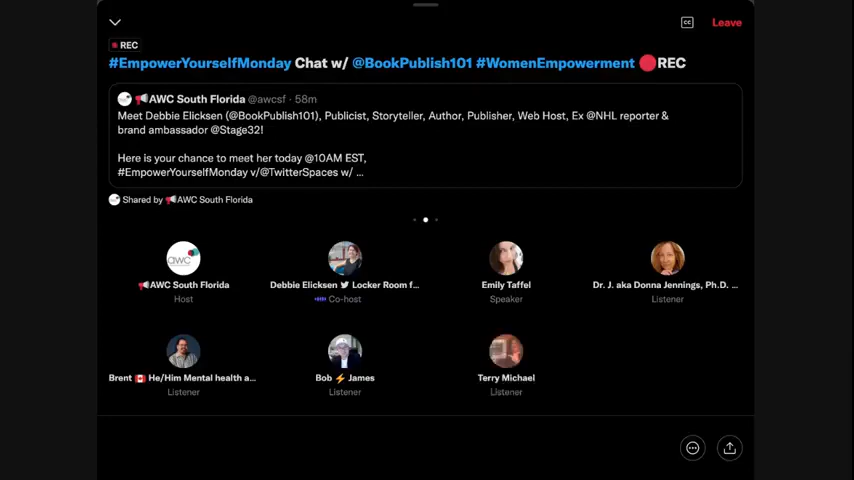 CC
Leave
REC
#EmpowerYourselfMonday Chat w/ @BookPublish101 #WomenEmpowerment 🔴REC
📢AWC South Florida @awcsf · 58m
Meet Debbie Elicksen (@BookPublish101), Publicist, Storyteller, Author, Publisher, Web Host, Ex @NHL reporter &
brand ambassador @Stage32!
Here is your chance to meet her today @10AM EST,
#EmpowerYourselfMonday v/@TwitterSpaces w/ ...
Shared by 📢AWC South Florida
awc
📢AWC South Florida
Host
Debbie Elicksen Locker Room f...
Co-host
Emily Taffel
Speaker
Dr. J. aka Donna Jennings, Ph.D. ...
Listener
Brent 🇨🇦 He/Him Mental health a...
Listener
Bob ⚡ James
Listener
Terry Michael
Listener